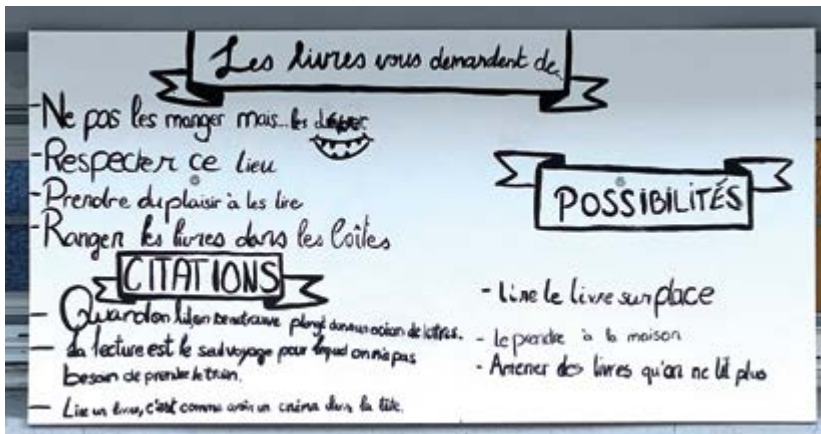 Les livres vous demandent de...
- Ne pas les manger mais... les dévorer
- Respecter ce lieu
- Prendre du plaisir à les lire
- Ranger les livres dans les boîtes
CITATIONS
- Quand on lit, on se retrouve plongé dans un océan de lettres.
- La lecture est le seul voyage pour lequel on n'a pas
besoin de prendre le train.
- Lire un livre, c'est comme avoir un cinéma dans la tête.
POSSIBILITÉS
- Lire le livre sur place
- Le prendre à la maison
- Amener des livres qu'on ne lit plus